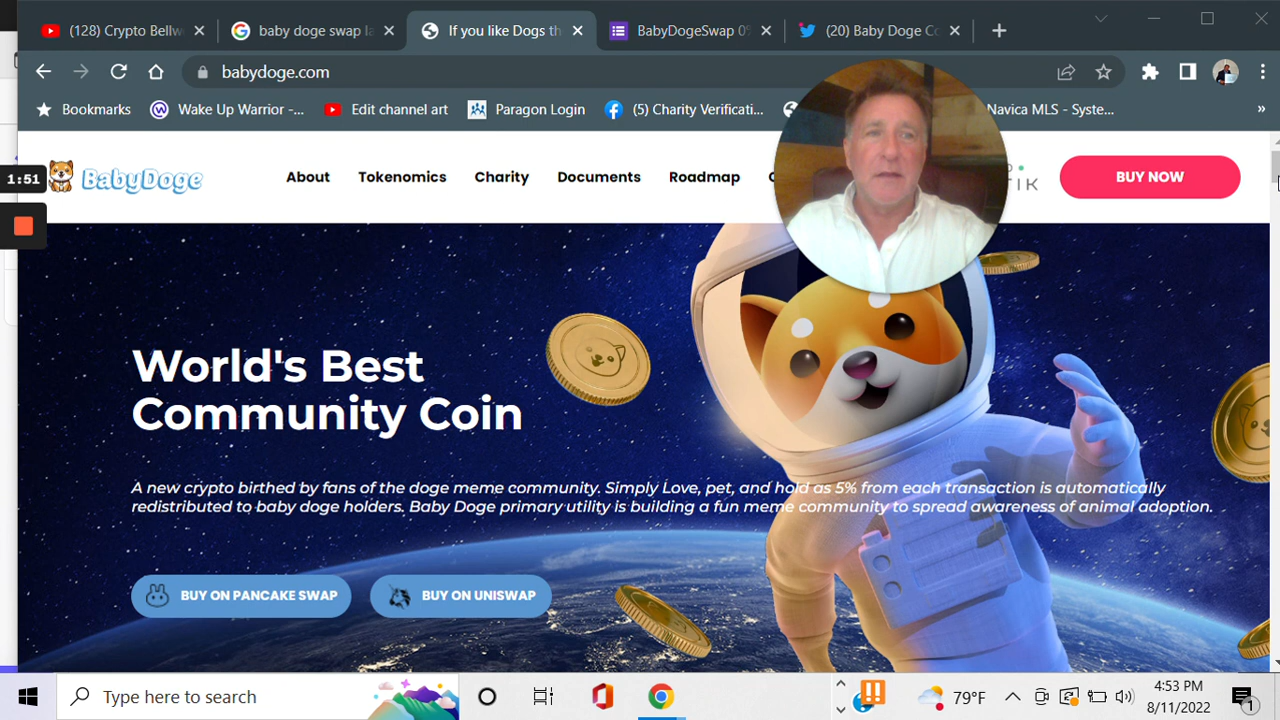 (128) Crypto Bellw
baby doge swap la
If you like Dogs th
BabyDogeSwap 0
(20) Baby Doge Co
babydoge.com
Bookmarks
Wake Up Warrior -...
Edit channel art
Paragon Login
(5) Charity Verificati...
Navica MLS - Syste...
»
1:51
BabyDoge
About
Tokenomics
Charity
Documents
Roadmap
TIK
BUY NOW
World's Best
Community Coin
A new crypto birthed by fans of the doge meme community. Simply Love, pet, and hold as 5% from each transaction is automatically
redistributed to baby doge holders. Baby Doge primary utility is building a fun meme community to spread awareness of animal adoption.
BUY ON PANCAKE SWAP
BUY ON UNISWAP
Type here to search
79°F
4:53 PM
8/11/2022
1